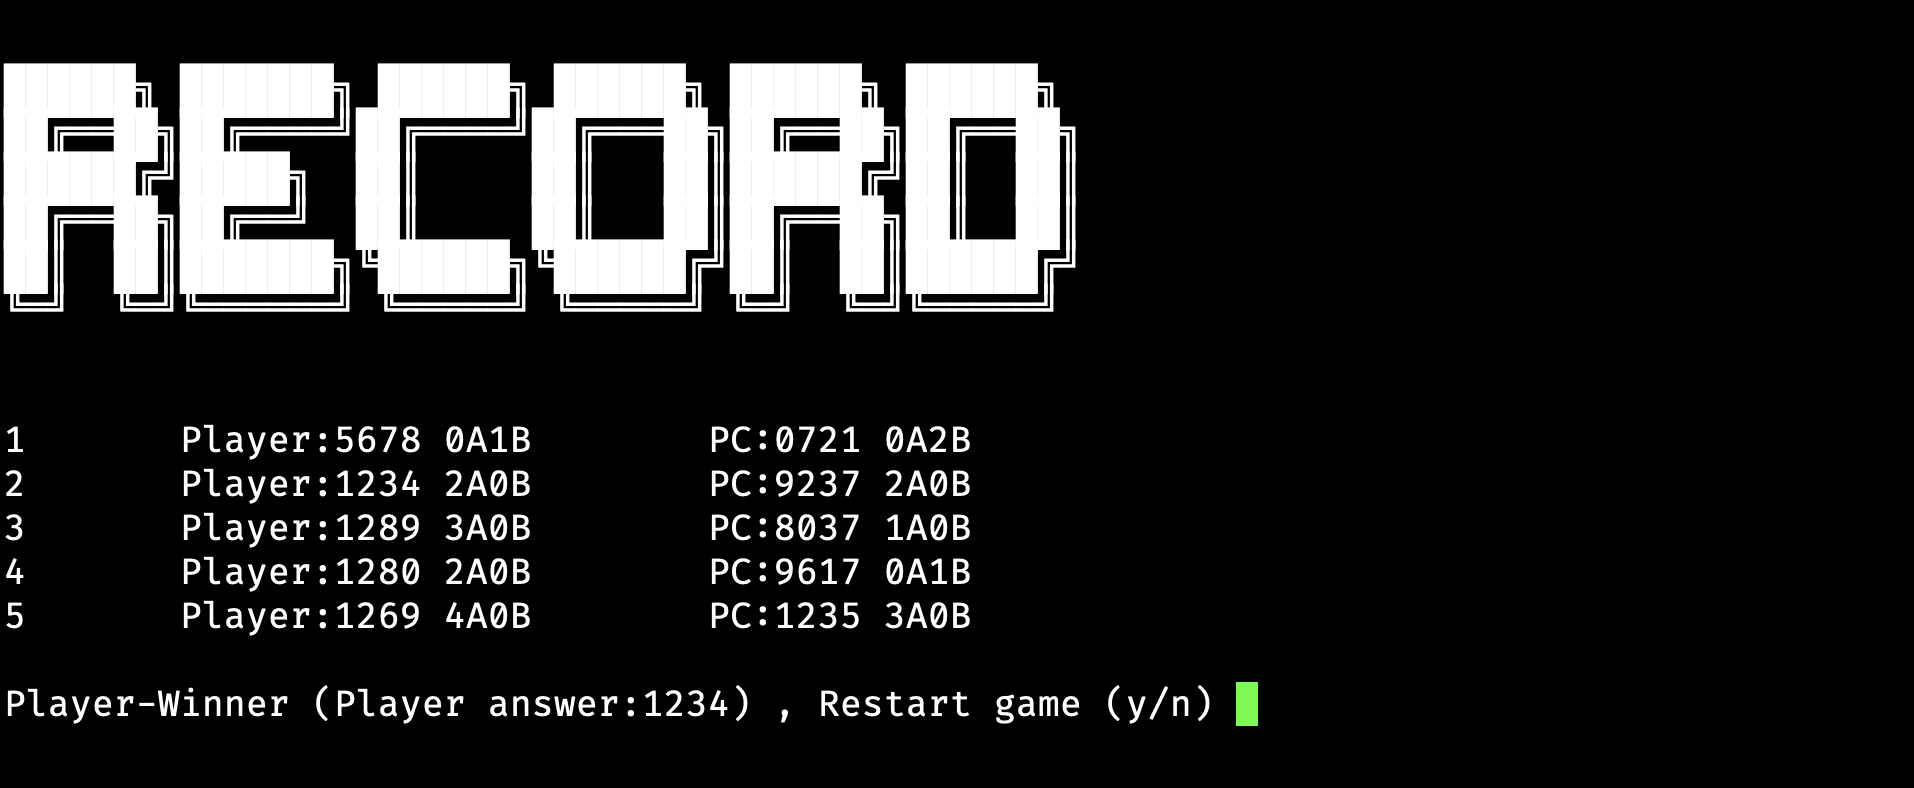 RECORD
1 Player:5678 0A1B PC:0721 0A2B
2 Player:1234 2A0B PC:9237 2A0B
3 Player:1289 3A0B PC:8037 1A0B
4 Player:1280 2A0B PC:9617 0A1B
5 Player:1269 4A0B PC:1235 3A0B
Player-Winner (Player answer:1234) , Restart game (y/n)